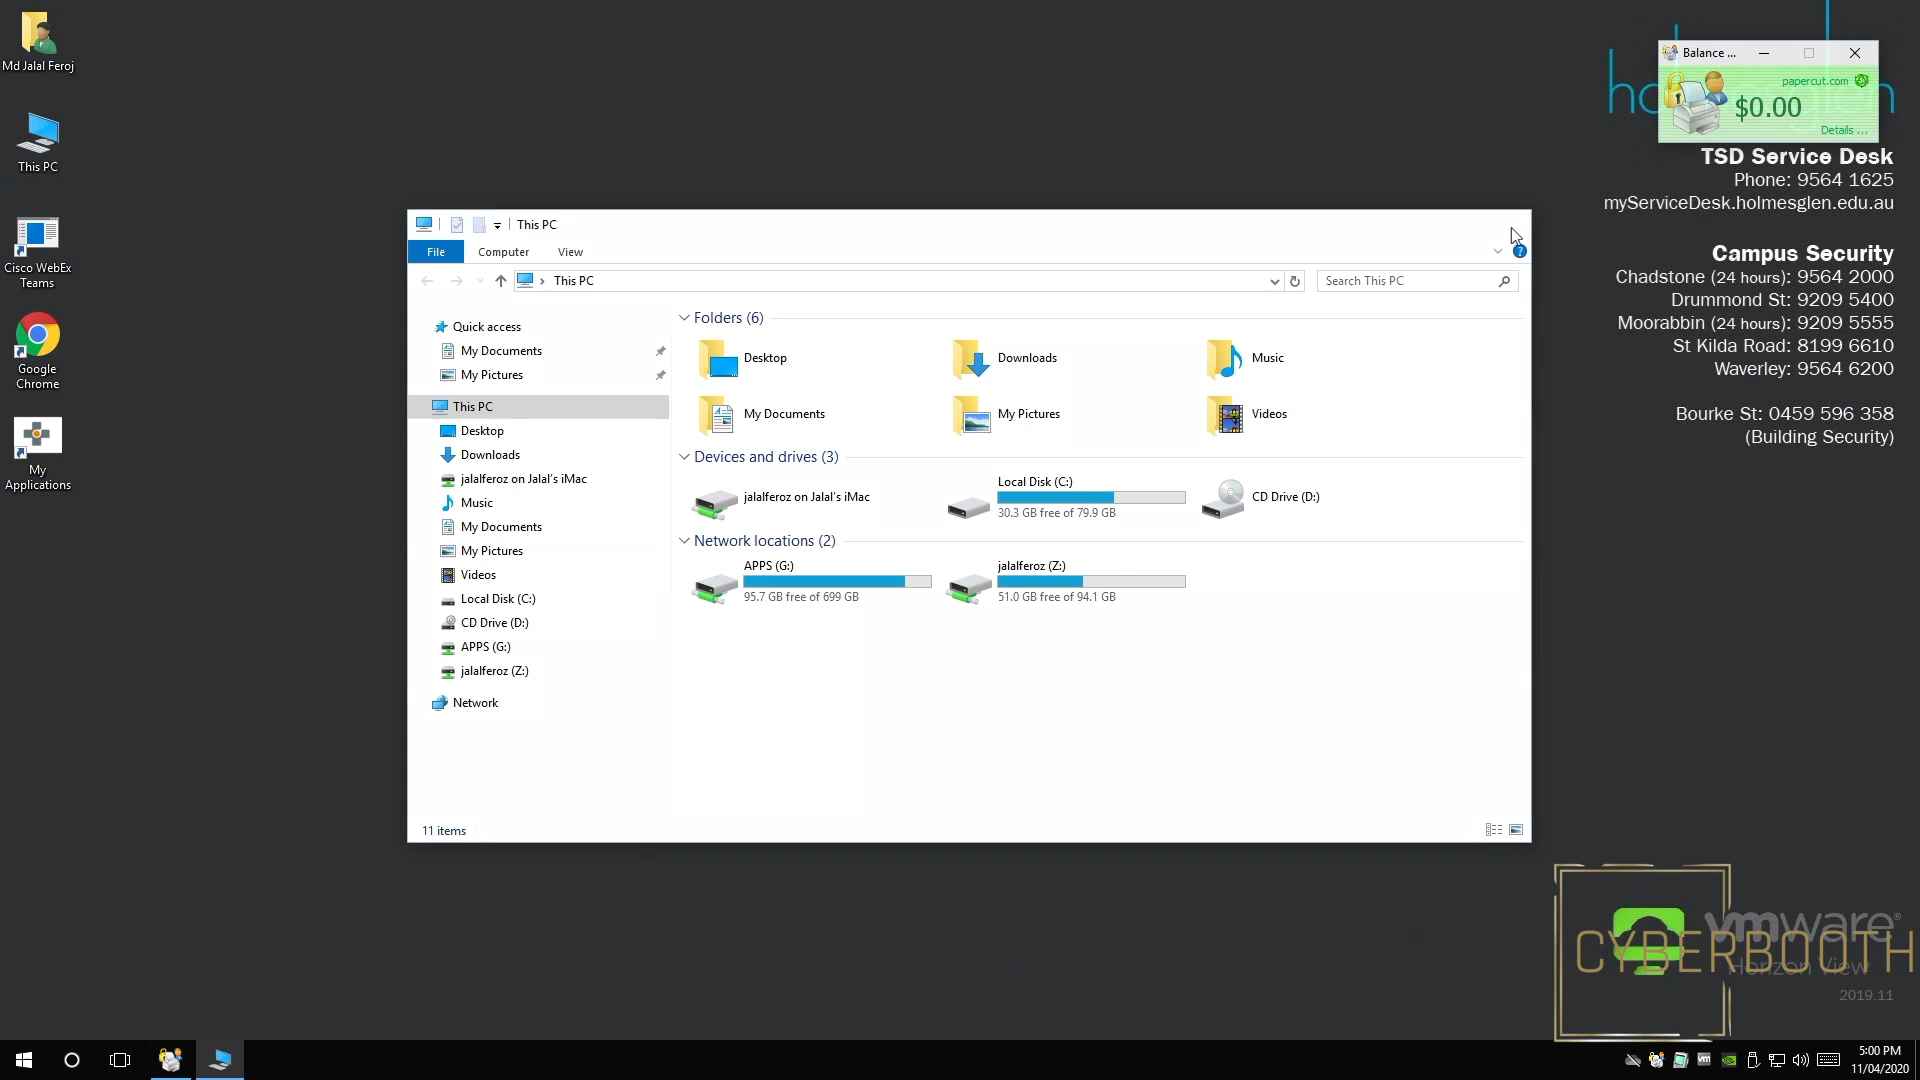 Md Jalal Feroj
This PC
Cisco WebEx
Teams
Google
Chrome
My
Applications
Balance ...
papercut.com
$0.00
Details ...
TSD Service Desk
Phone: 9564 1625
myServiceDesk.holmesglen.edu.au
Campus Security
Chadstone (24 hours): 9564 2000
Drummond St: 9209 5400
Moorabbin (24 hours): 9209 5555
St Kilda Road: 8199 6610
Waverley: 9564 6200
Bourke St: 0459 596 358
(Building Security)
This PC
File Computer View
This PC
Search This PC
Quick access
My Documents
My Pictures
This PC
Desktop
Downloads
jalalferoz on Jalal's iMac
Music
My Documents
My Pictures
Videos
Local Disk (C:)
CD Drive (D:)
APPS (G:)
jalalferoz (Z:)
Network
Folders (6)
Desktop
Downloads
Music
My Documents
My Pictures
Videos
Devices and drives (3)
jalalferoz on Jalal's iMac
Local Disk (C:)
30.3 GB free of 79.9 GB
CD Drive (D:)
Network locations (2)
APPS (G:)
95.7 GB free of 699 GB
jalalferoz (Z:)
51.0 GB free of 94.1 GB
11 items
vmware
CYBERBOOTH
Horizon View
2019.11
5:00 PM
11/04/2020